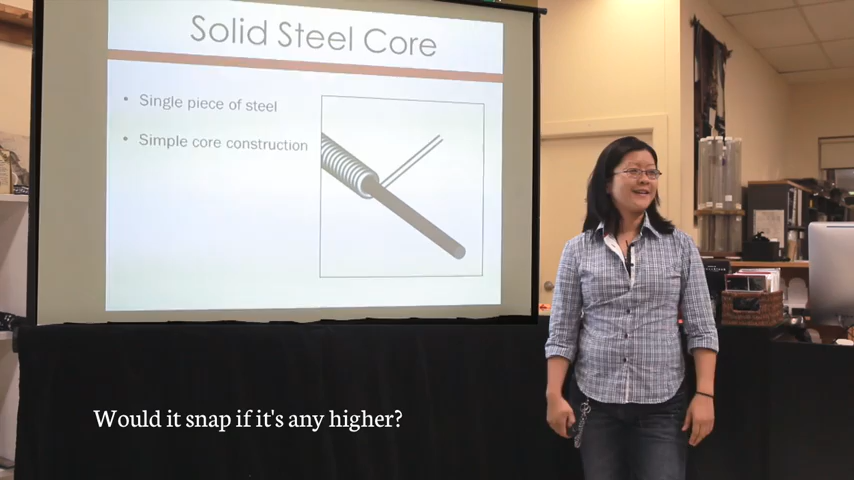 Solid Steel Core
• Single piece of steel
• Simple core construction
Would it snap if it's any higher?